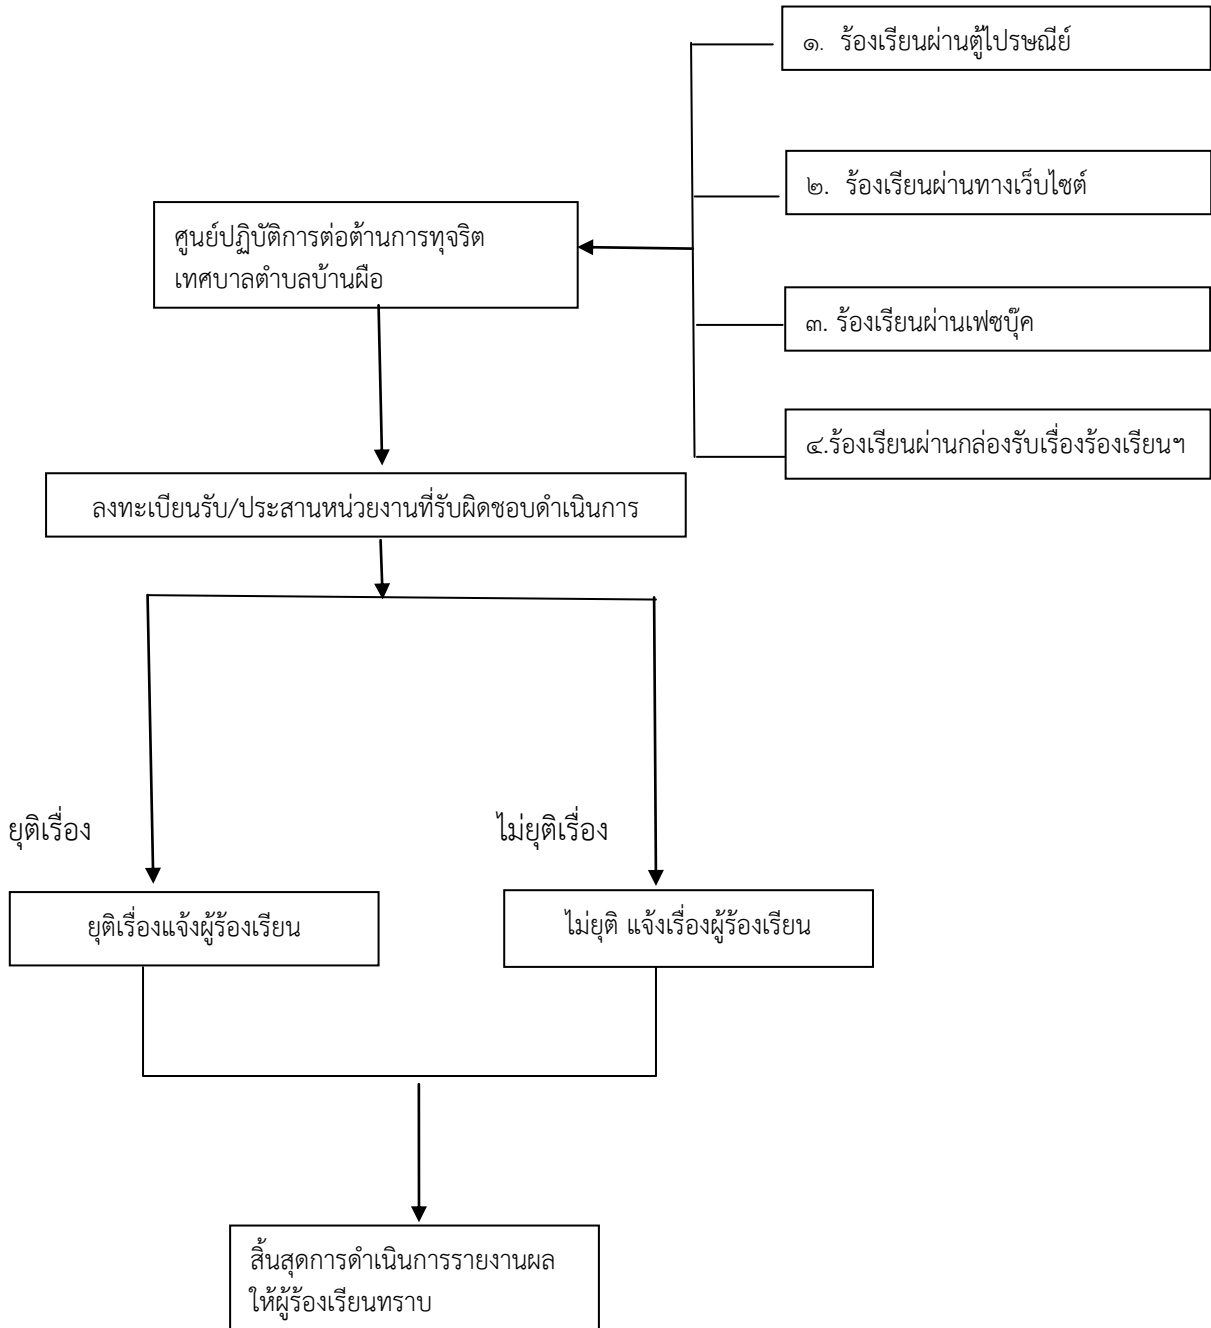 ๑. ร้องเรียนผ่านตู้ไปรษณีย์
๒. ร้องเรียนผ่านทางเว็บไซต์
ศูนย์ปฏิบัติการต่อต้านการทุจริต
เทศบาลตำบลบ้านผือ
๓. ร้องเรียนผ่านเฟซบุ๊ค
๔.ร้องเรียนผ่านกล่องรับเรื่องร้องเรียนฯ
ลงทะเบียนรับ/ประสานหน่วยงานที่รับผิดชอบดำเนินการ
ยุติเรื่อง
ไม่ยุติเรื่อง
ยุติเรื่องแจ้งผู้ร้องเรียน
ไม่ยุติ แจ้งเรื่องผู้ร้องเรียน
สิ้นสุดการดำเนินการรายงานผล
ให้ผู้ร้องเรียนทราบ